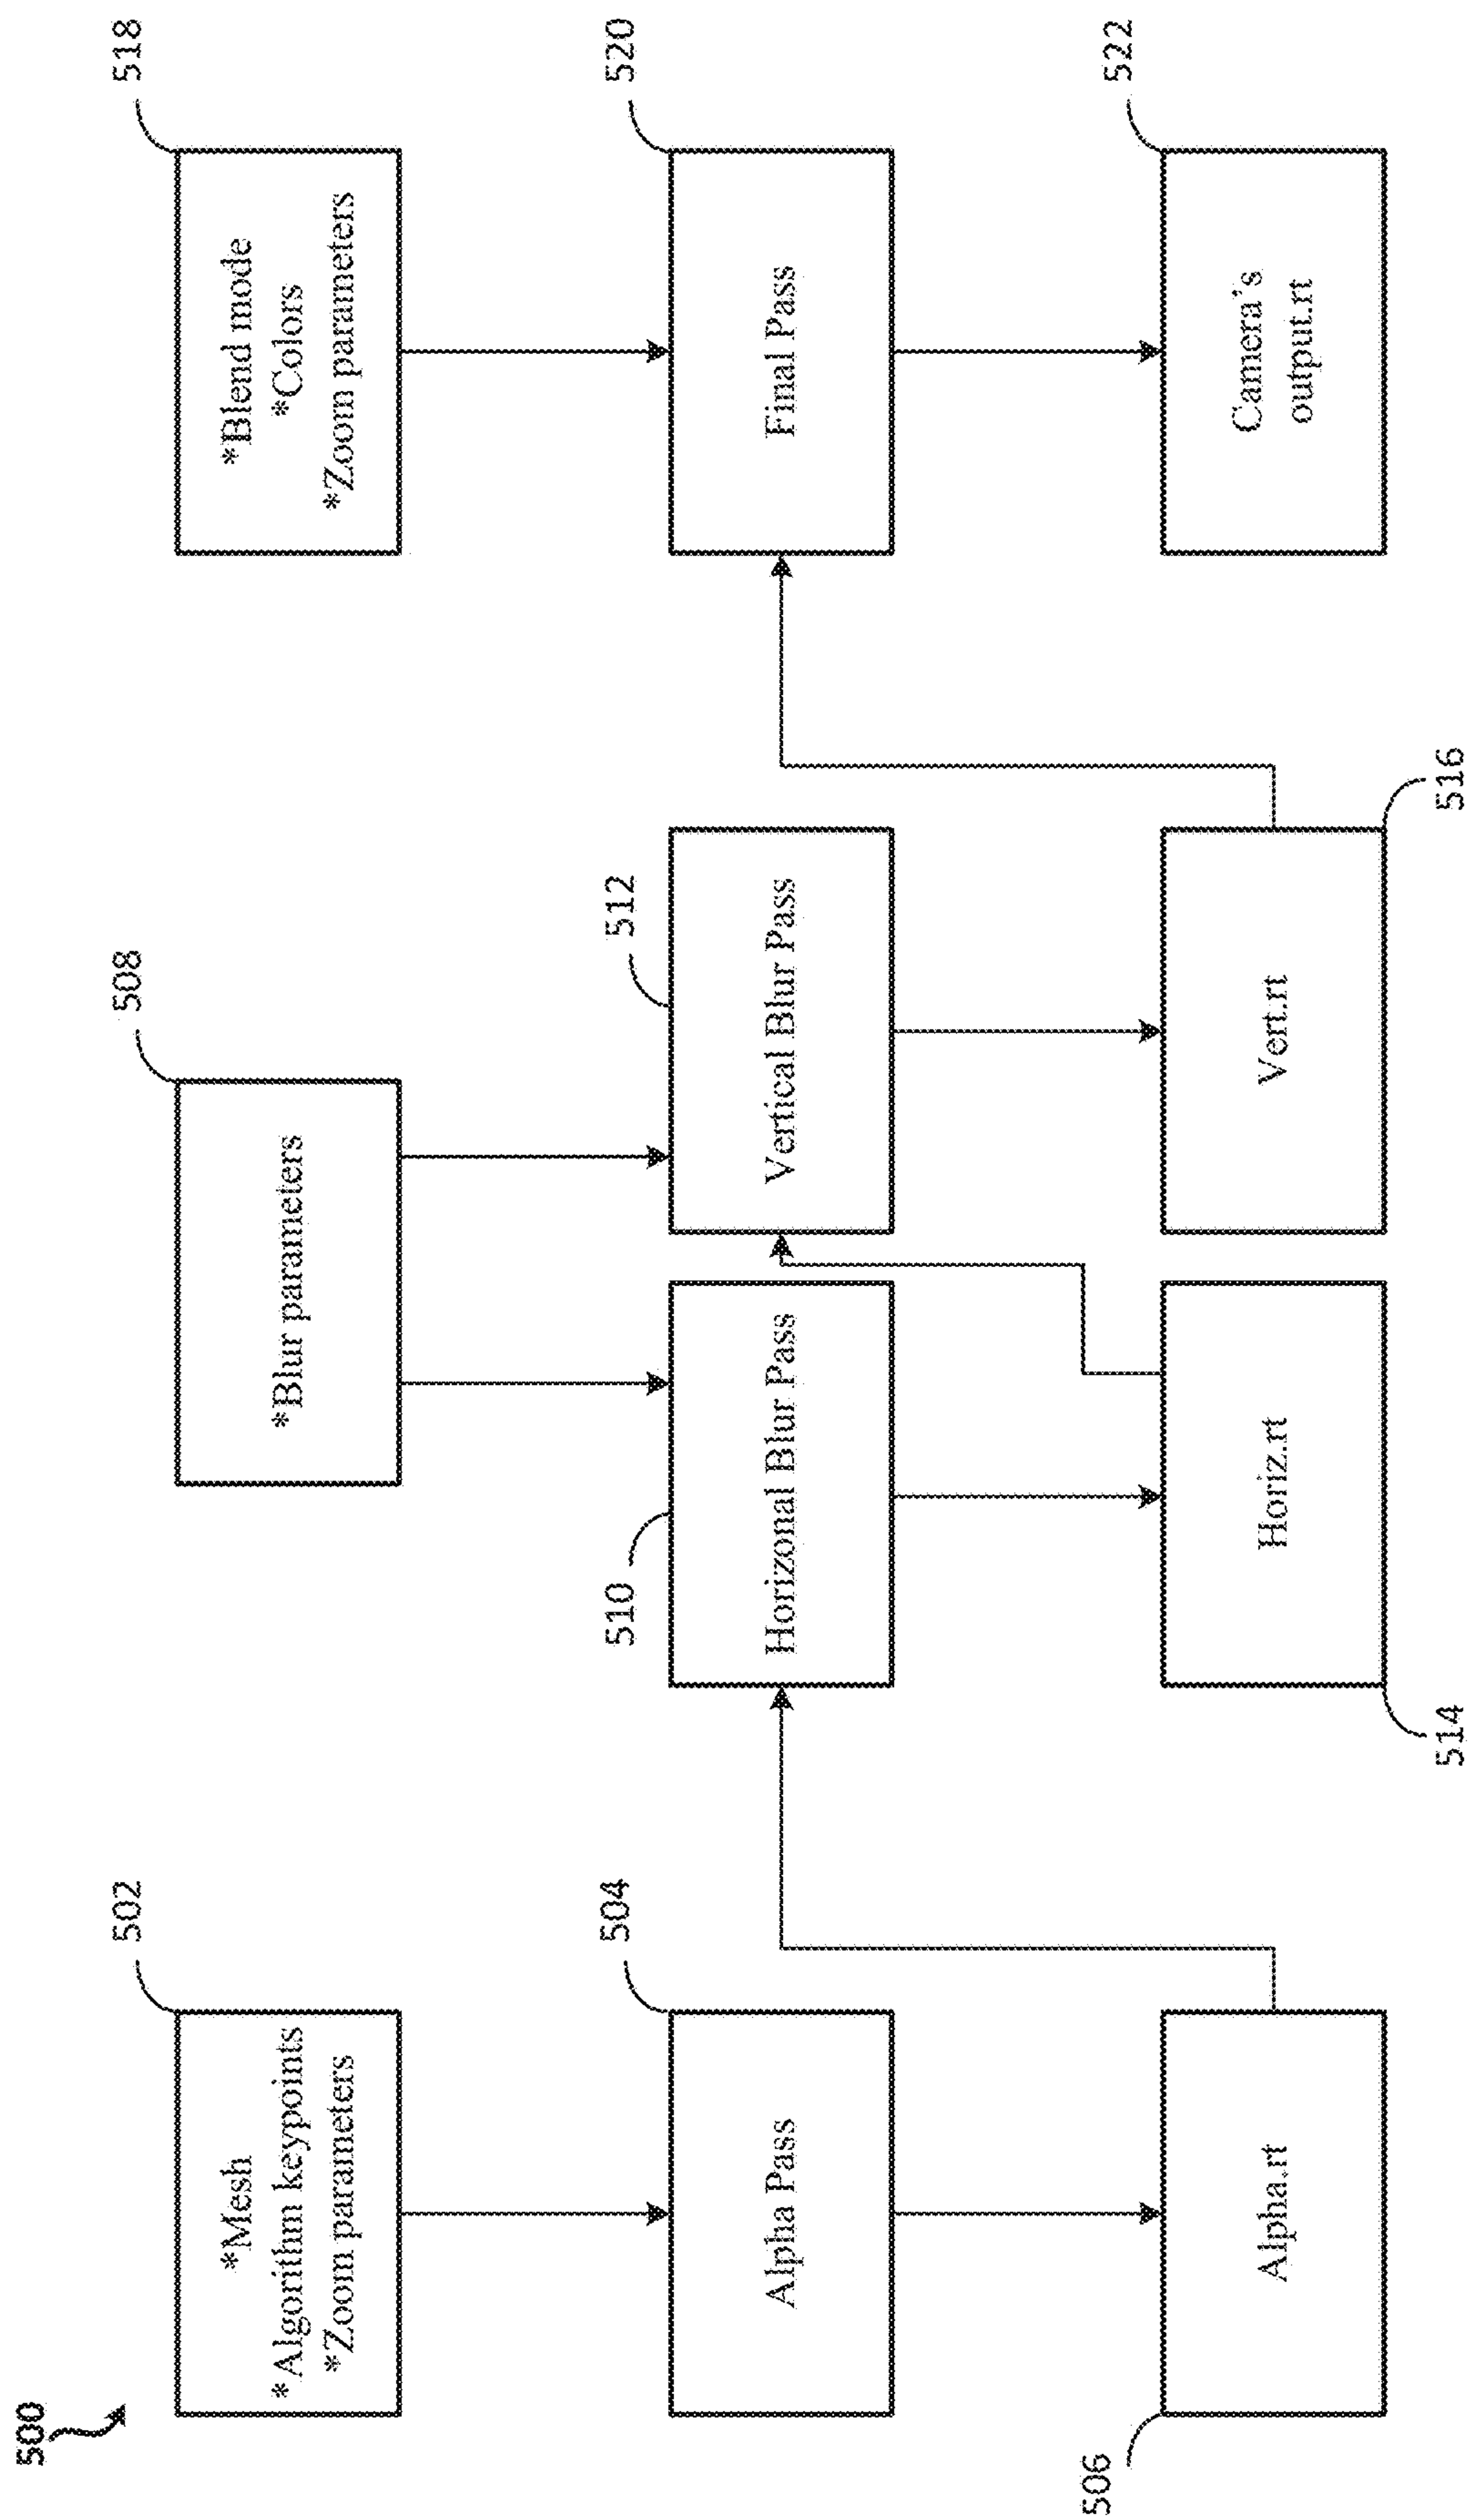 500
502
*Mesh
*Algorithm keypoints
*Zoom parameters
504
Alpha Pass
506
Alpha.rt
508
*Blur parameters
510
Horizonal Blur Pass
512
Vertical Blur Pass
514
Horiz.rt
516
Vert.rt
518
*Blend mode
*Colors
*Zoom parameters
520
Final Pass
522
Camera's
output.rt